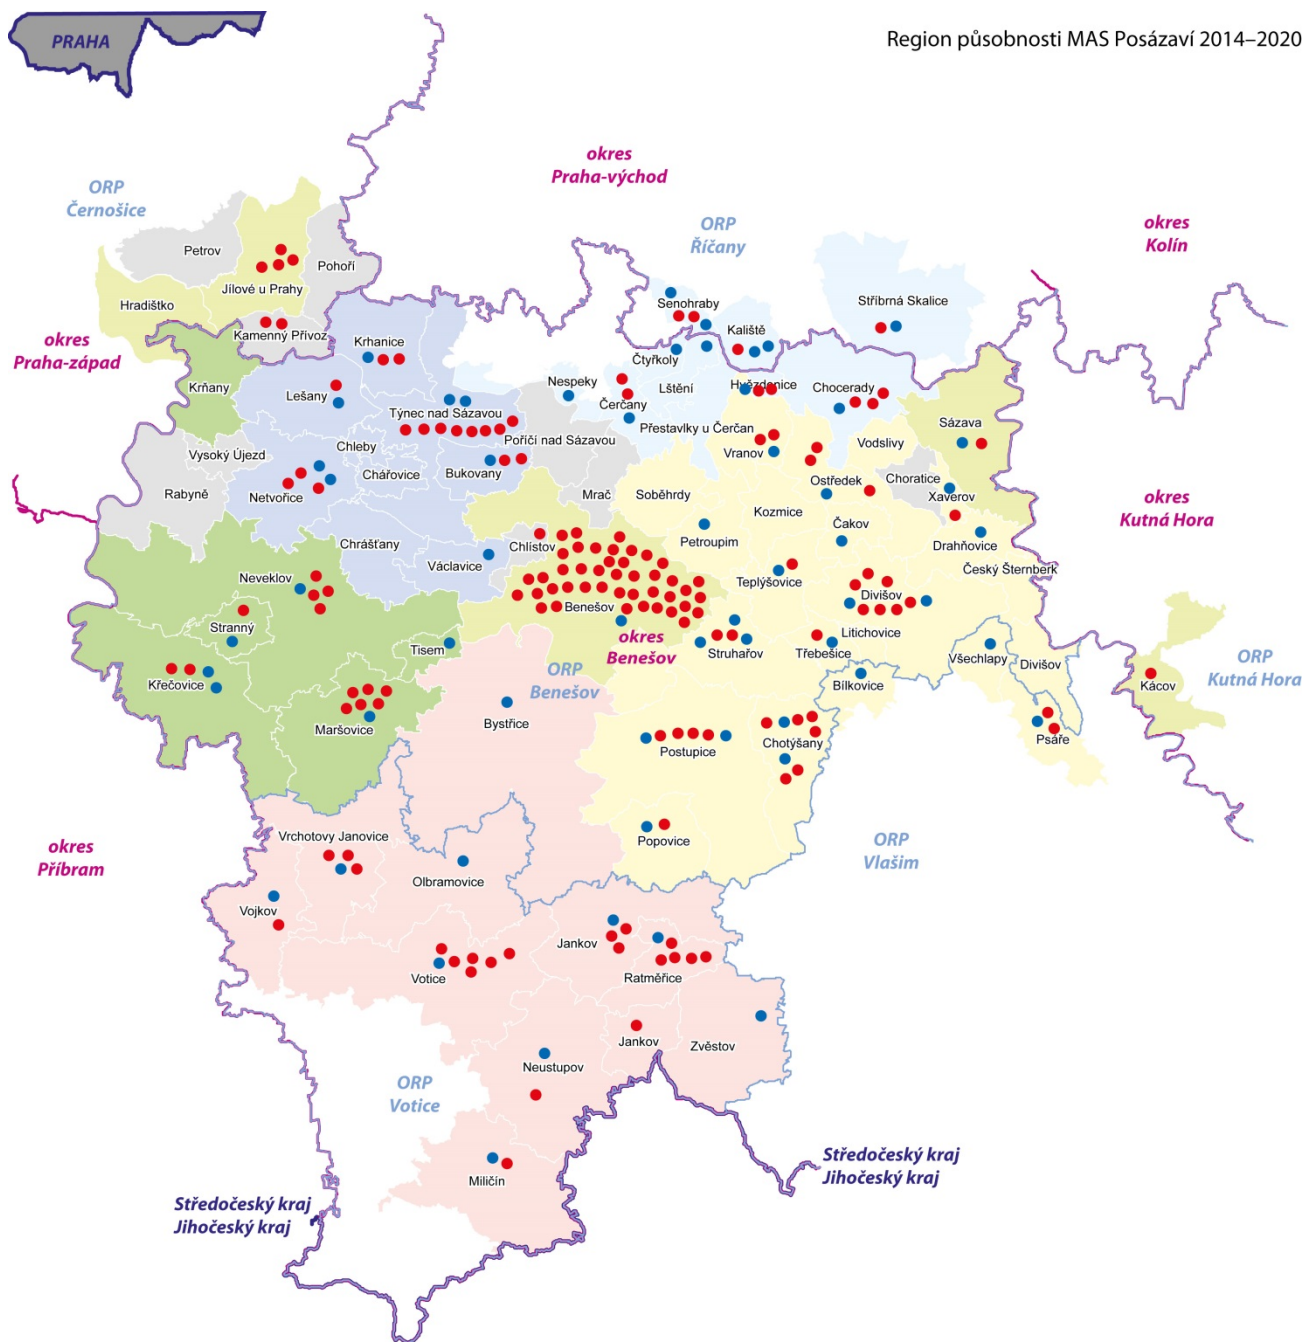 PRAHA
Region působnosti MAS Posázaví 2014–2020
okres
Praha-východ
ORP
Černošice
ORP
Říčany
okres
Kolín
Petrov
Pohoří
Jílové u Prahy
Hradištko
Kamenný Přívoz
Senohraby
Stříbrná Skalice
Kaliště
okres
Praha-západ
Krhanice
Čtyřkoly
Lštění
Krňany
Lešany
Nespeky
Čerčany
Hvězdonice
Chocerady
Týnec nad Sázavou
Přestavlky u Čerčan
Sázava
Poříčí nad Sázavou
Vranov
Vodslivy
Chleby
Vysoký Újezd
Chářovice
Bukovany
Ostředek
Choratice
Rabyně
Netvořice
Mrač
Soběhrdy
Kozmice
Xaverov
okres
Kutná Hora
Čakov
Chrášťany
Chlístov
Petroupim
Drahňovice
Václavice
Český Šternberk
Neveklov
Teplýšovice
Benešov
Divišov
Stranný
Litichovice
okres
Benešov
Tisem
Struhařov
Třebešice
Všechlapy
Divišov
ORP
Kutná Hora
Křečovice
ORP
Benešov
Bílkovice
Kácov
Maršovice
Bystřice
Postupice
Chotýšany
Psáře
okres
Příbram
Vrchotovy Janovice
Popovice
ORP
Vlašim
Olbramovice
Vojkov
Jankov
Votice
Ratměřice
Jankov
Zvěstov
Neustupov
ORP
Votice
Miličín
Středočeský kraj
Jihočeský kraj
Středočeský kraj
Jihočeský kraj